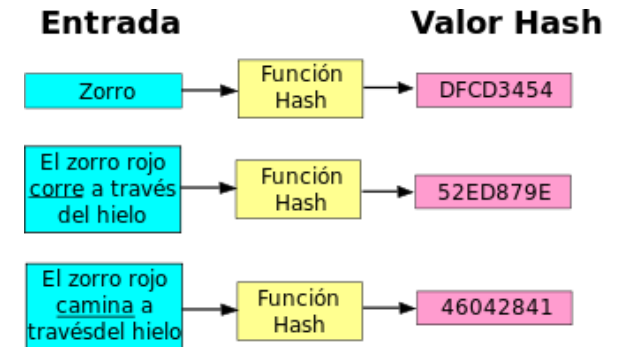 Entrada
Valor Hash
Zorro
Función
Hash
DFCD3454
El zorro rojo
corre a través
del hielo
Función
Hash
52ED879E
El zorro rojo
camina a
travésdel hielo
Función
Hash
46042841